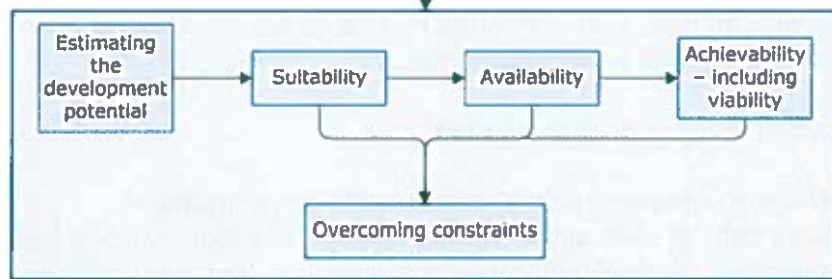 Estimating
the
development
potential
Suitability
Availability
Achievability
– including
viability
Overcoming constraints